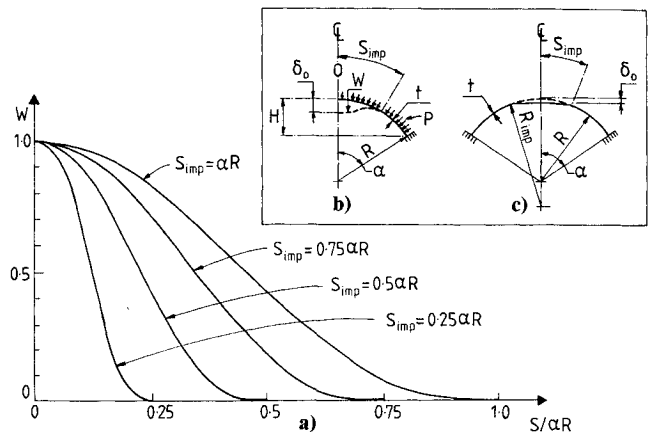 ℄
S_imp
δ₀
O
W
H
t
P
R
α
b)
℄
S_imp
δ₀
t
R_imp
R
α
c)
W
1.0
0.5
0
S_imp=αR
S_imp=0.75αR
S_imp=0.5αR
S_imp=0.25αR
0 0.25 0.5 0.75 1.0
a)
S/αR